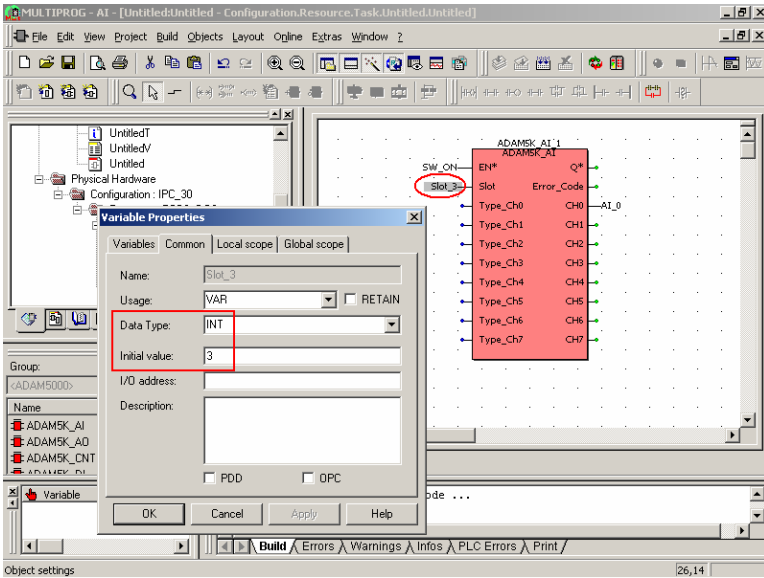 MULTIPROG - AI - [Untitled:Untitled - Configuration.Resource.Task.Untitled.Untitled]
File Edit View Project Build Objects Layout Online Extras Window ?
UntitledT
UntitledV
Untitled
Physical Hardware
Configuration : IPC_30
Variable Properties
Variables Common Local scope Global scope
Name: Slot_3
Usage: VAR RETAIN
Data Type: INT
Initial value: 3
I/O address:
Description:
PDD OPC
OK Cancel Apply Help
ADAM5K_AI_1
ADAM5K_AI
SW_ON EN* Q*
Slot_3 Slot Error_Code
Type_Ch0 CH0 AI_0
Type_Ch1 CH1
Type_Ch2 CH2
Type_Ch3 CH3
Type_Ch4 CH4
Type_Ch5 CH5
Type_Ch6 CH6
Type_Ch7 CH7
Group:
<ADAM5000>
Name
ADAM5K_AI
ADAM5K_AO
ADAM5K_CNT
ADAM5K_DI
Variable
ode ...
Build Errors Warnings Infos PLC Errors Print
Object settings 26,14